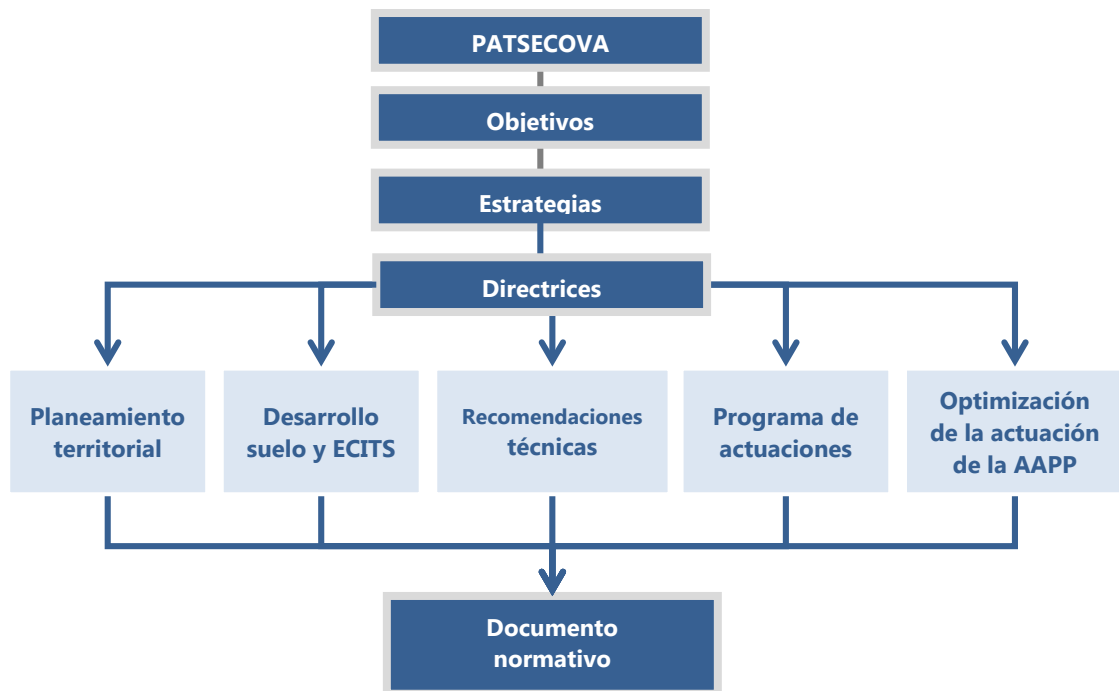 PATSECOVA
Objetivos
Estrategias
Directrices
Planeamiento
territorial
Desarrollo
suelo y ECITS
Recomendaciones
técnicas
Programa de
actuaciones
Optimización
de la actuación
de la AAPP
Documento
normativo